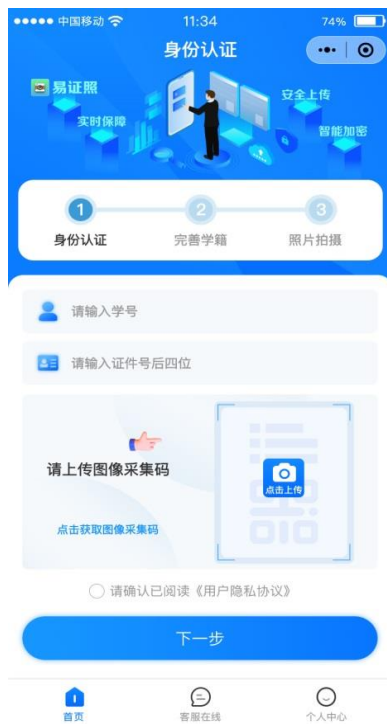 中国移动
11:34
74%
身份认证
易证照
安全上传
实时保障
智能加密
1
2
3
身份认证
完善学籍
照片拍摄
请输入学号
请输入证件号后四位
请上传图像采集码
点击上传
点击获取图像采集码
请确认已阅读《用户隐私协议》
下一步
首页
客服在线
个人中心